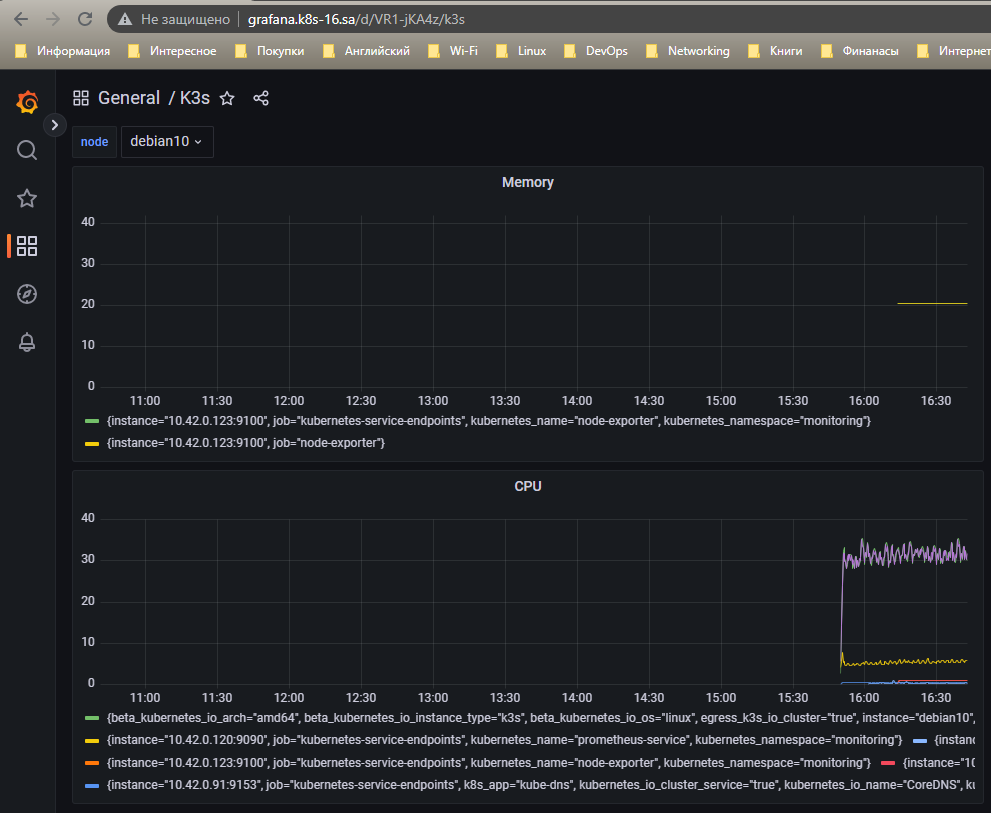 Не защищено grafana.k8s-16.sa/d/VR1-jKA4z/k3s
Информация Интересное Покупки Английский Wi-Fi Linux DevOps Networking Книги Финанасы Интернет
General / K3s
node debian10
Memory
40
30
20
10
0
11:00 11:30 12:00 12:30 13:00 13:30 14:00 14:30 15:00 15:30 16:00 16:30
{instance="10.42.0.123:9100", job="kubernetes-service-endpoints", kubernetes_name="node-exporter", kubernetes_namespace="monitoring"}
{instance="10.42.0.123:9100", job="node-exporter"}
CPU
40
30
20
10
0
11:00 11:30 12:00 12:30 13:00 13:30 14:00 14:30 15:00 15:30 16:00 16:30
{beta_kubernetes_io_arch="amd64", beta_kubernetes_io_instance_type="k3s", beta_kubernetes_io_os="linux", egress_k3s_io_cluster="true", instance="debian10",
{instance="10.42.0.120:9090", job="kubernetes-service-endpoints", kubernetes_name="prometheus-service", kubernetes_namespace="monitoring"} {instanc
{instance="10.42.0.123:9100", job="kubernetes-service-endpoints", kubernetes_name="node-exporter", kubernetes_namespace="monitoring"} {instance="10
{instance="10.42.0.91:9153", job="kubernetes-service-endpoints", k8s_app="kube-dns", kubernetes_io_cluster_service="true", kubernetes_io_name="CoreDNS", ku